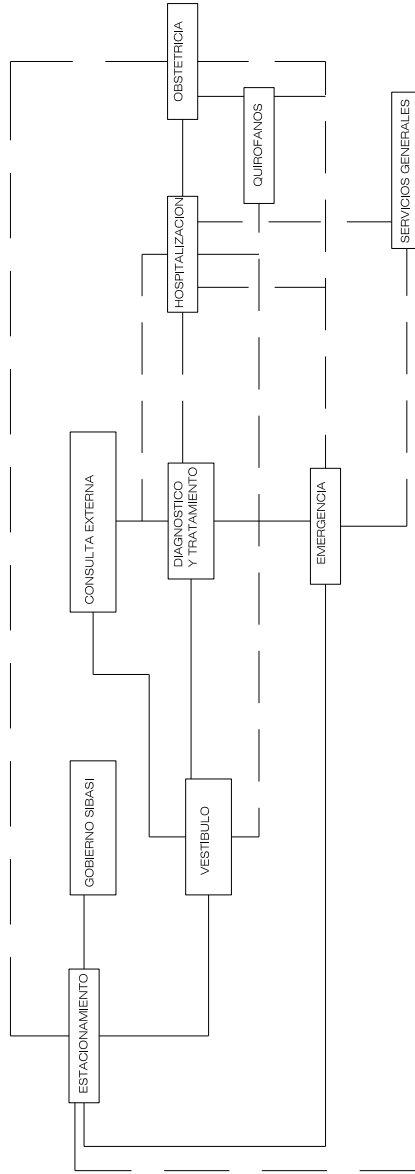 ESTACIONAMIENTO
GOBIERNO SIBASI
VESTIBULO
CONSULTA EXTERNA
DIAGNOSTICO
Y TRATAMIENTO
EMERGENCIA
HOSPITALIZACION
OBSTETRICIA
QUIROFANOS
SERVICIOS GENERALES